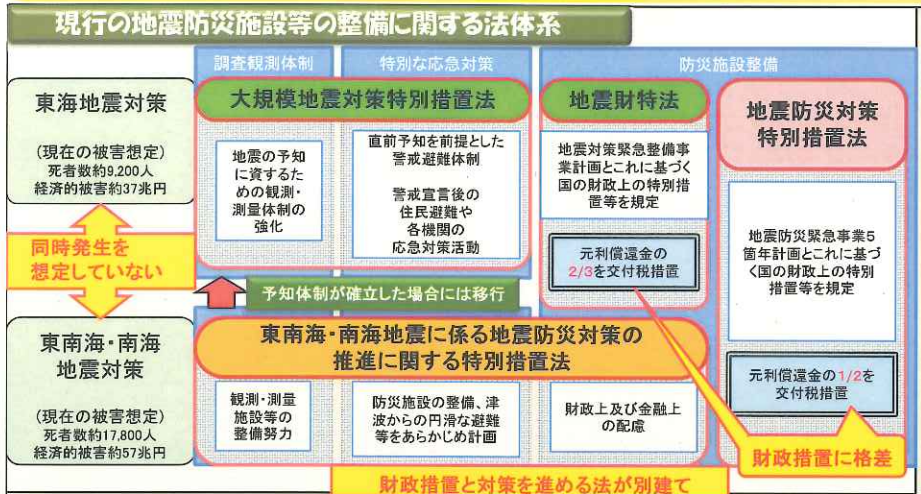 現行の地震防災施設等の整備に関する法体系
調査観測体制
特別な応急対策
防災施設整備
東海地震対策
(現在の被害想定)
死者数約9,200人
経済的被害約37兆円
大規模地震対策特別措置法
地震の予知
に資するた
めの観測・
測量体制の
強化
直前予知を前提とした
警戒避難体制
警戒宣言後の
住民避難や
各機関の
応急対策活動
地震財特法
地震対策緊急整備事
業計画とこれに基づく
国の財政上の特別措
置等を規定
元利償還金の
2/3を交付税措置
地震防災対策
特別措置法
地震防災緊急事業5
箇年計画とこれに基づ
く国の財政上の特別
措置等を規定
元利償還金の1/2を
交付税措置
同時発生を
想定していない
予知体制が確立した場合には移行
東南海・南海
地震対策
(現在の被害想定)
死者数約17,800人
経済的被害約57兆円
東南海・南海地震に係る地震防災対策の
推進に関する特別措置法
観測・測量
施設等の
整備努力
防災施設の整備、津
波からの円滑な避難
等をあらかじめ計画
財政上及び金融上
の配慮
財政措置に格差
財政措置と対策を進める法が別建て